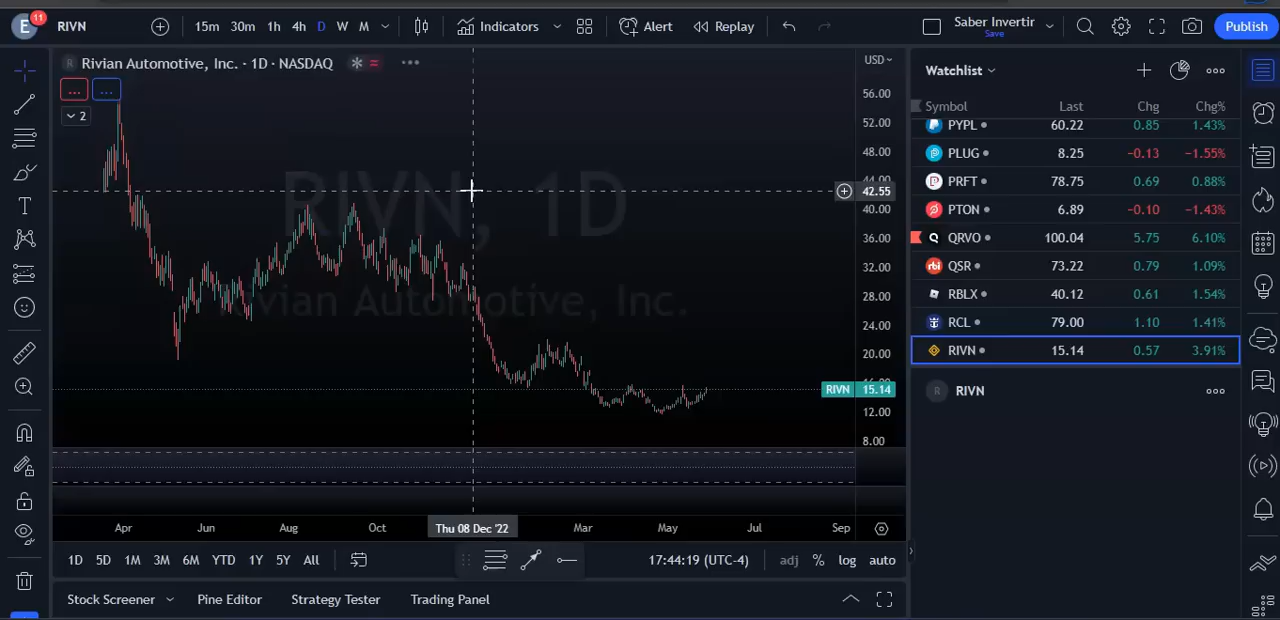 E 11 RIVN 15m 30m 1h 4h D W M Indicators Alert Replay Saber Invertir Save Publish
R Rivian Automotive, Inc. · 1D · NASDAQ USD
... ...
2
RIVN, 1D
Rivian Automotive, Inc.
56.00
52.00
48.00
44.00
42.55
40.00
36.00
32.00
28.00
24.00
20.00
16.00
RIVN 15.14
12.00
8.00
Apr Jun Aug Oct Thu 08 Dec '22 Mar May Jul Sep
1D 5D 1M 3M 6M YTD 1Y 5Y All 17:44:19 (UTC-4) adj % log auto
Stock Screener Pine Editor Strategy Tester Trading Panel
Watchlist
Symbol Last Chg Chg%
PYPL 60.22 0.85 1.43%
PLUG 8.25 −0.13 −1.55%
PRFT 78.75 0.69 0.88%
PTON 6.89 −0.10 −1.43%
QRVO 100.04 5.75 6.10%
rbi QSR 73.22 0.79 1.09%
RBLX 40.12 0.61 1.54%
RCL 79.00 1.10 1.41%
RIVN 15.14 0.57 3.91%
R RIVN